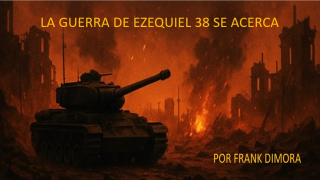 LA GUERRA DE EZEQUIEL 38 SE ACERCA
POR FRANK DIMORA